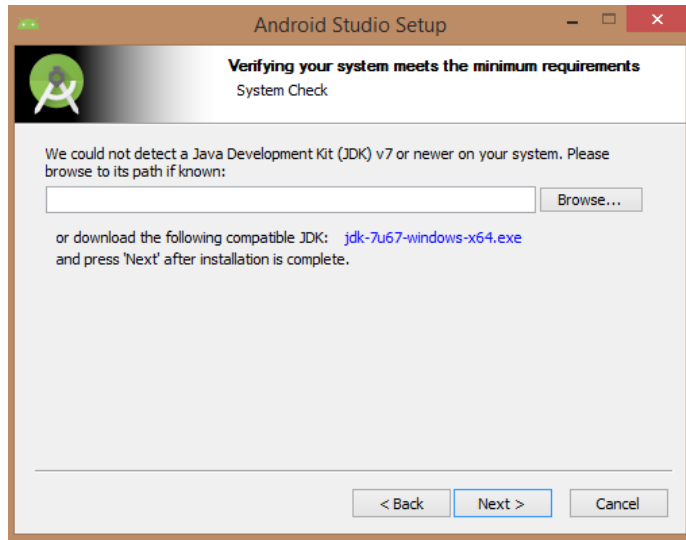 Android Studio Setup
Verifying your system meets the minimum requirements
System Check
We could not detect a Java Development Kit (JDK) v7 or newer on your system. Please
browse to its path if known:
Browse...
or download the following compatible JDK: jdk-7u67-windows-x64.exe
and press 'Next' after installation is complete.
< Back Next > Cancel